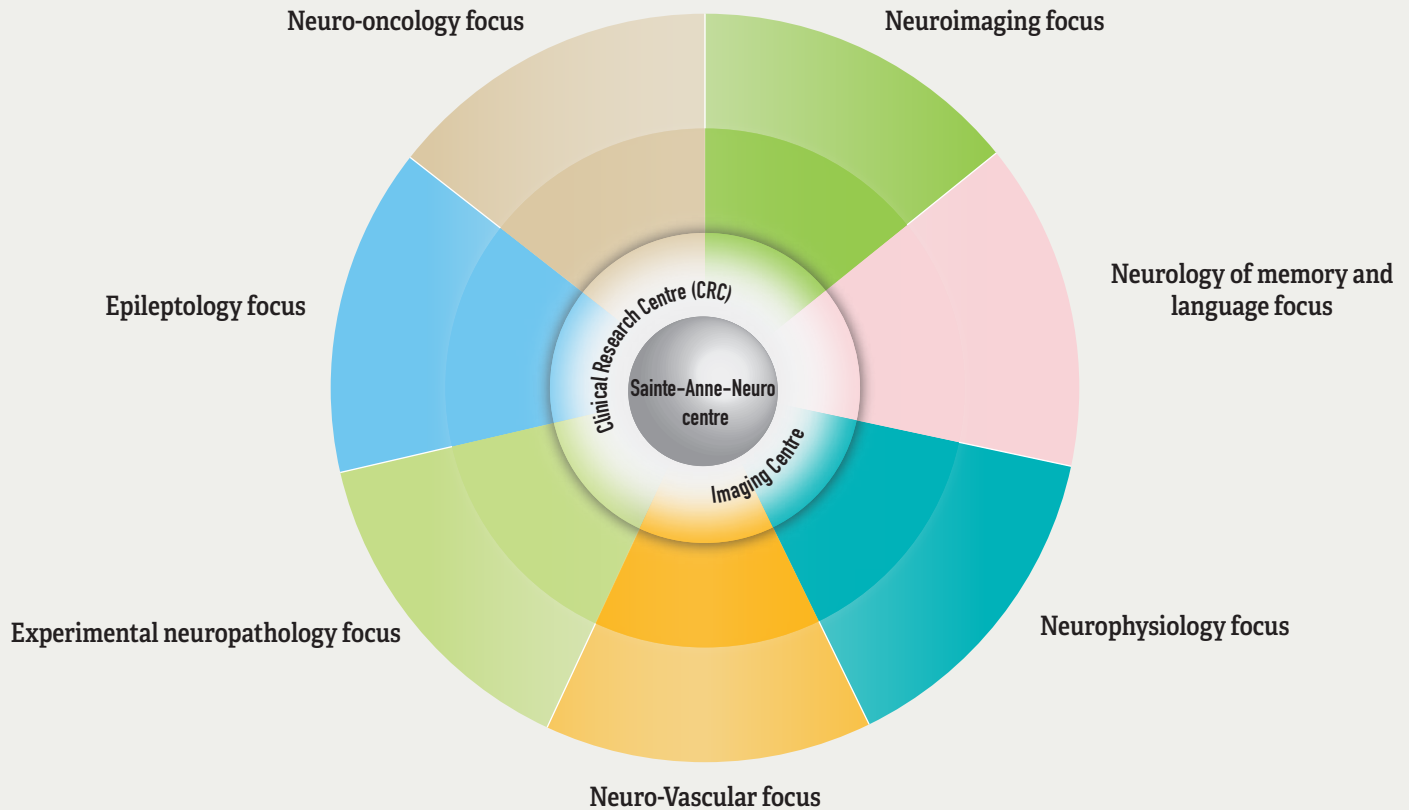 Neuro-oncology focus
Neuroimaging focus
Neurology of memory and
language focus
Epileptology focus
Clinical Research Centre (CRC)
Sainte-Anne-Neuro
centre
Imaging Centre
Experimental neuropathology focus
Neurophysiology focus
Neuro-Vascular focus